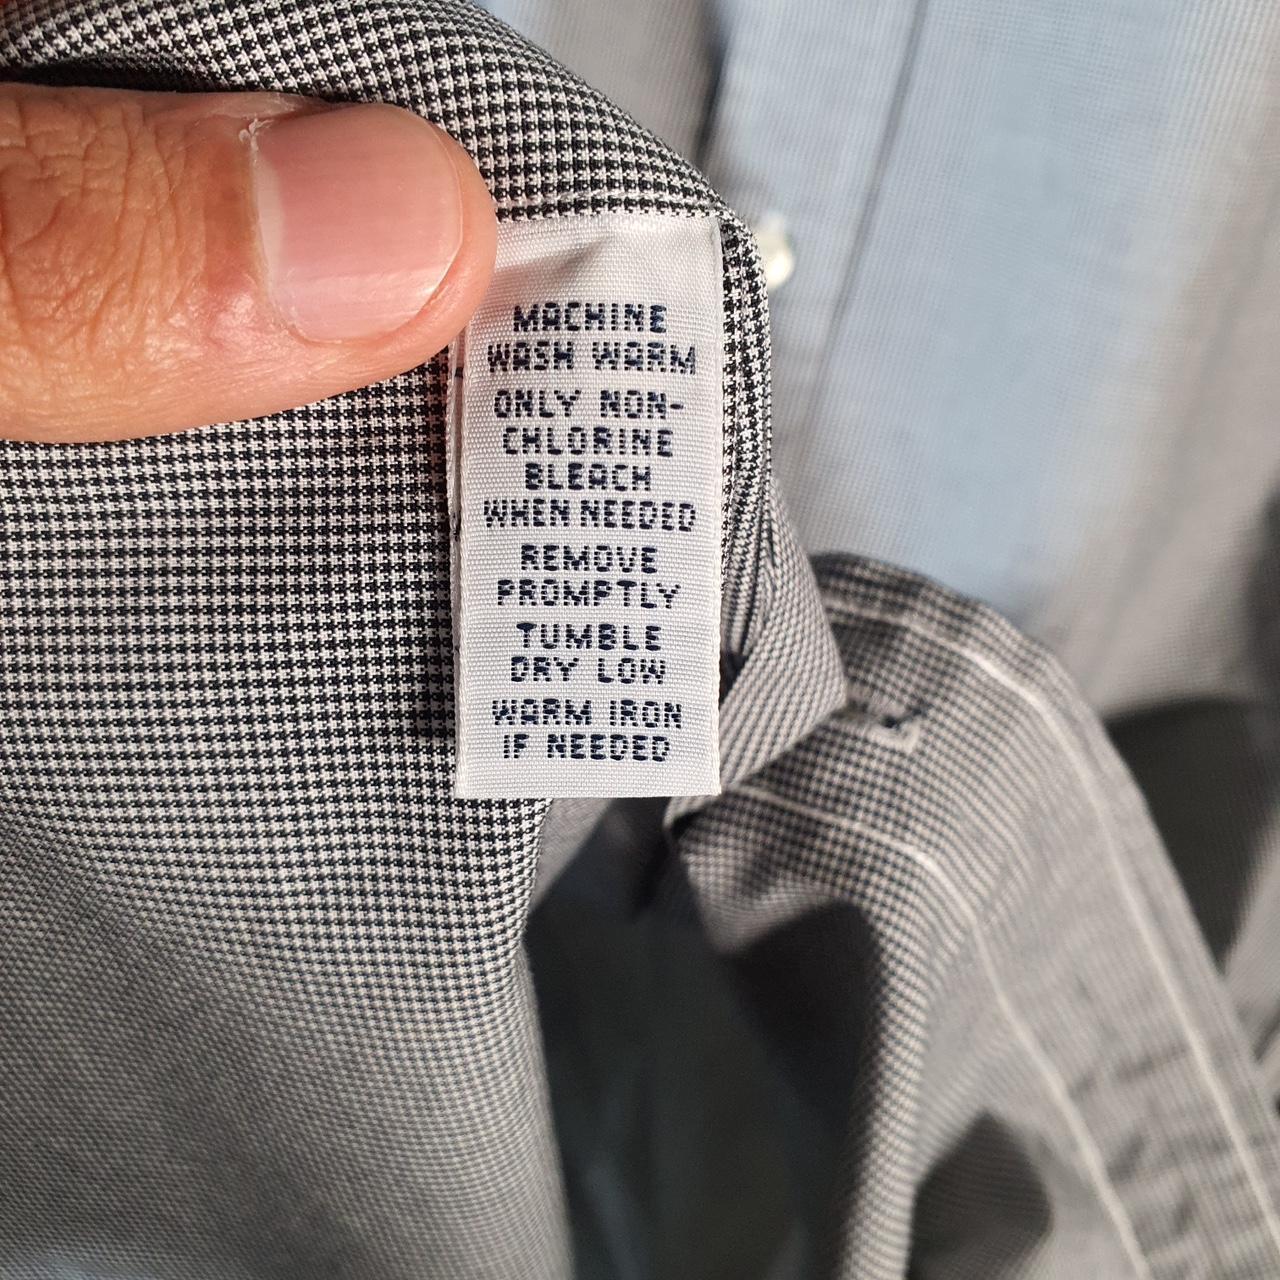 MACHINE
WASH WARM
ONLY NON-
CHLORINE
BLEACH
WHEN NEEDED
REMOVE
PROMPTLY
TUMBLE
DRY LOW
WARM IRON
IF NEEDED